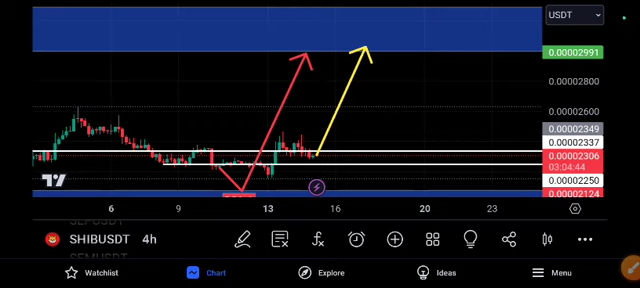 USDT
0.00002991
0.00002800
0.00002600
0.00002349
0.00002337
0.00002306
03:04:44
0.00002250
0.00002124
6 9 13 16 20 23
SHIBUSDT 4h
Watchlist Chart Explore Ideas Menu